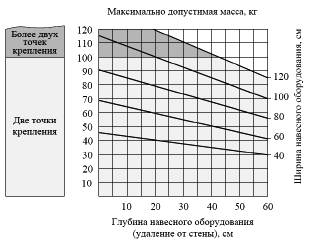 Максимально допустимая масса, кг
Более двух
точек
крепления
Две точки
крепления
120
110
100
90
80
70
60
50
40
30
20
10
10
20
30
40
50
60
120
100
80
60
40
Ширина навесного оборудования, см
Глубина навесного оборудования
(удаление от стены), см